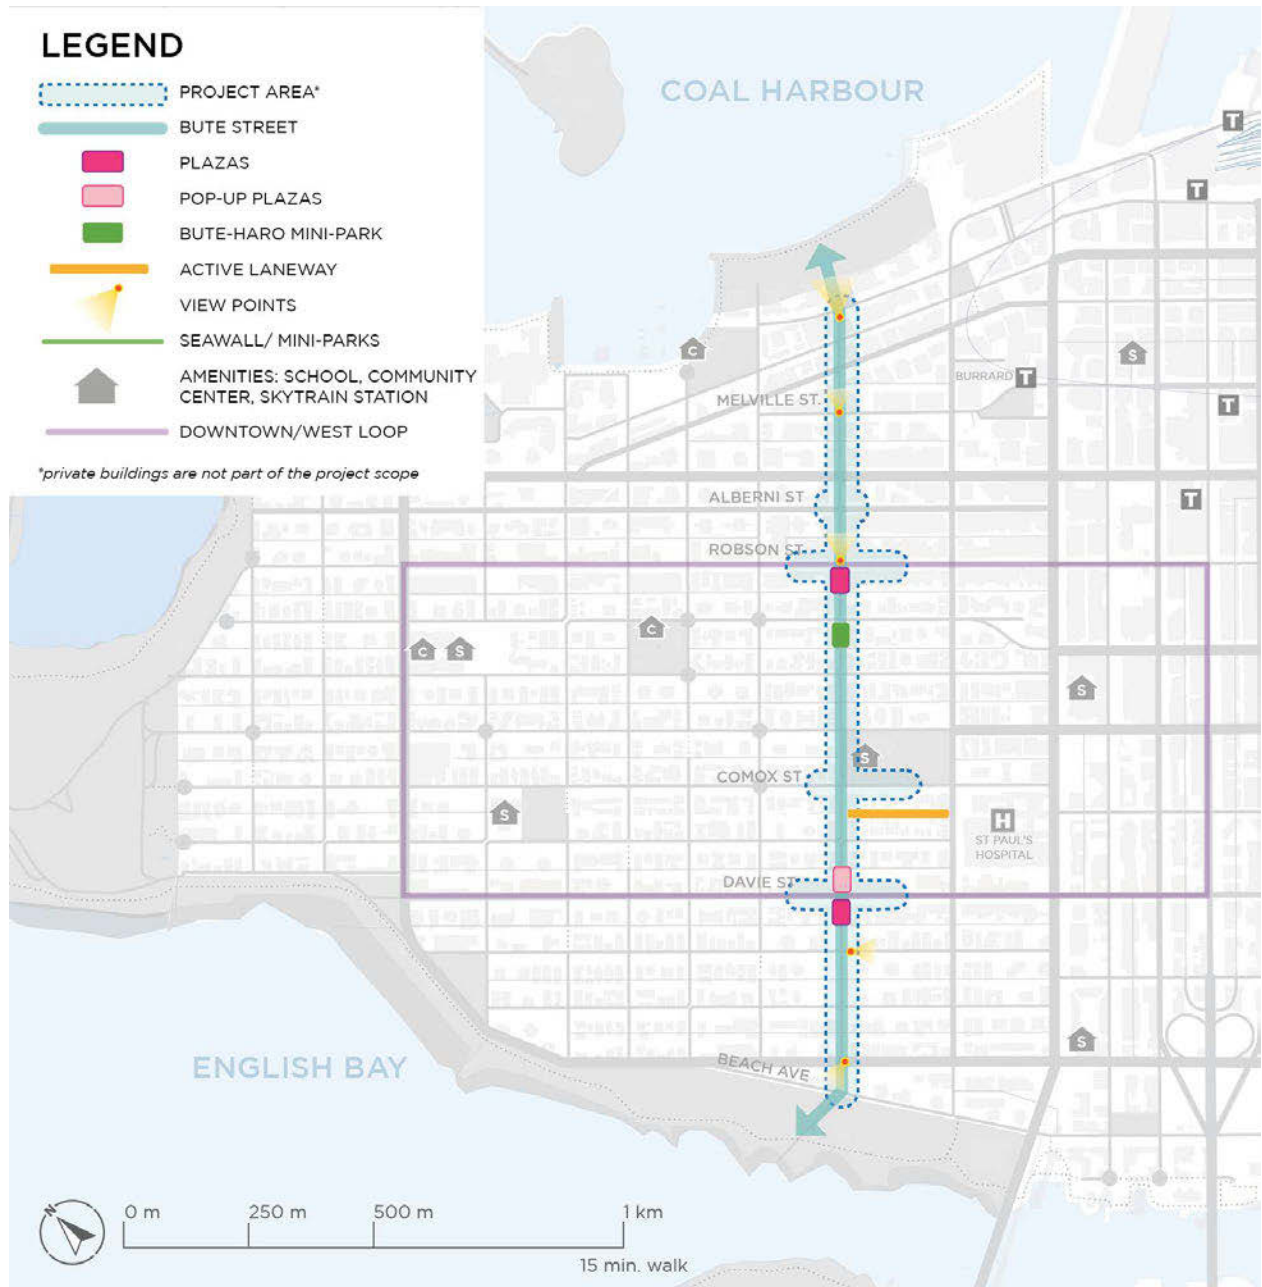 LEGEND
PROJECT AREA*
BUTE STREET
PLAZAS
POP-UP PLAZAS
BUTE-HARO MINI-PARK
ACTIVE LANEWAY
VIEW POINTS
SEAWALL/ MINI-PARKS
AMENITIES: SCHOOL, COMMUNITY
CENTER, SKYTRAIN STATION
DOWNTOWN/WEST LOOP
*private buildings are not part of the project scope
COAL HARBOUR
T
T
C
S
BURRARD T
T
MELVILLE ST.
ALBERNI ST
T
ROBSON ST.
C
C
S
S
S
COMOX ST
S
H
ST PAUL'S
HOSPITAL
DAVIE ST
S
BEACH AVE
ENGLISH BAY
N
0 m
250 m
500 m
1 km
15 min. walk